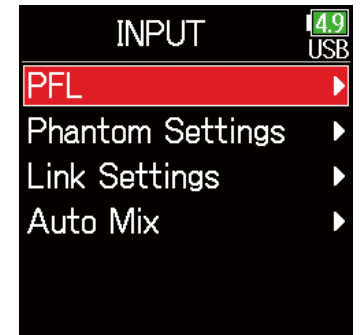 INPUT
4.9
USB
PFL
Phantom Settings
Link Settings
Auto Mix